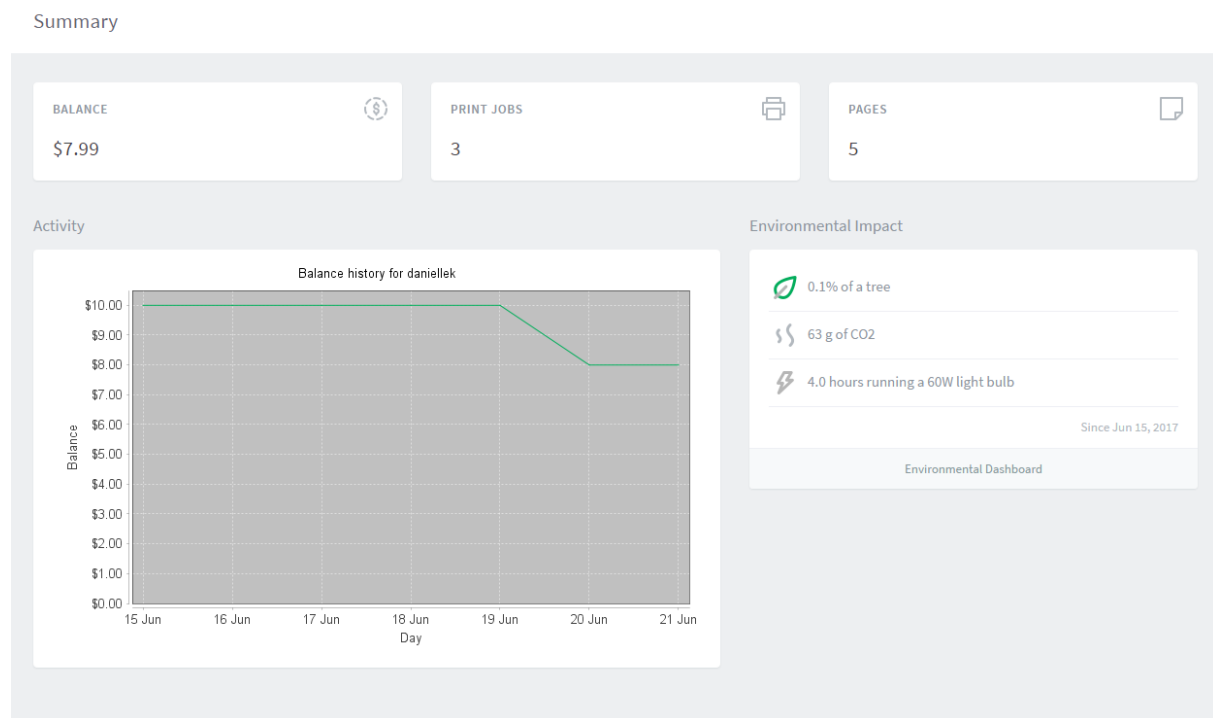 Summary
BALANCE
$7.99
PRINT JOBS
3
PAGES
5
Activity
Balance history for daniellek
$10.00
$9.00
$8.00
$7.00
$6.00
$5.00
$4.00
$3.00
$2.00
$1.00
$0.00
Balance
15 Jun 16 Jun 17 Jun 18 Jun 19 Jun 20 Jun 21 Jun
Day
Environmental Impact
0.1% of a tree
63 g of CO2
4.0 hours running a 60W light bulb
Since Jun 15, 2017
Environmental Dashboard